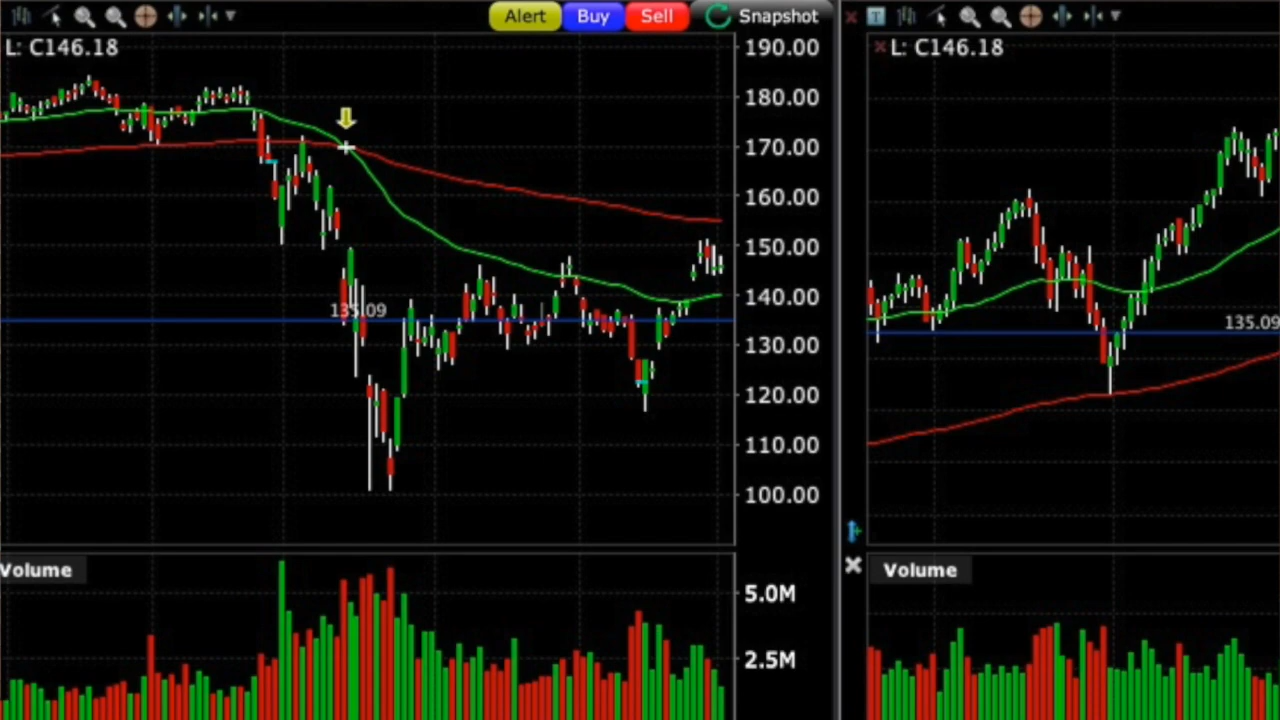 Alert Buy Sell Snapshot T
L: C146.18
190.00
L: C146.18
180.00
170.00
160.00
150.00
140.00
135.09
135.09
130.00
120.00
110.00
100.00
Volume
Volume
5.0M
2.5M